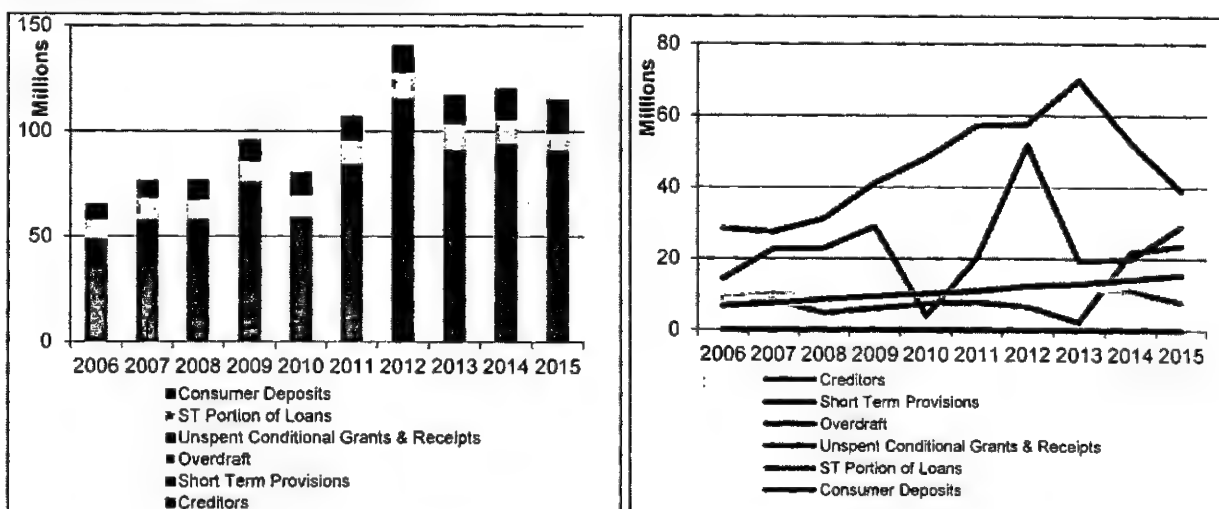 Millions
150
100
50
0
2006 2007 2008 2009 2010 2011 2012 2013 2014 2015
Consumer Deposits
ST Portion of Loans
Unspent Conditional Grants & Receipts
Overdraft
Short Term Provisions
Creditors
Millions
80
60
40
20
0
2006 2007 2008 2009 2010 2011 2012 2013 2014 2015
Creditors
Short Term Provisions
Overdraft
Unspent Conditional Grants & Receipts
ST Portion of Loans
Consumer Deposits